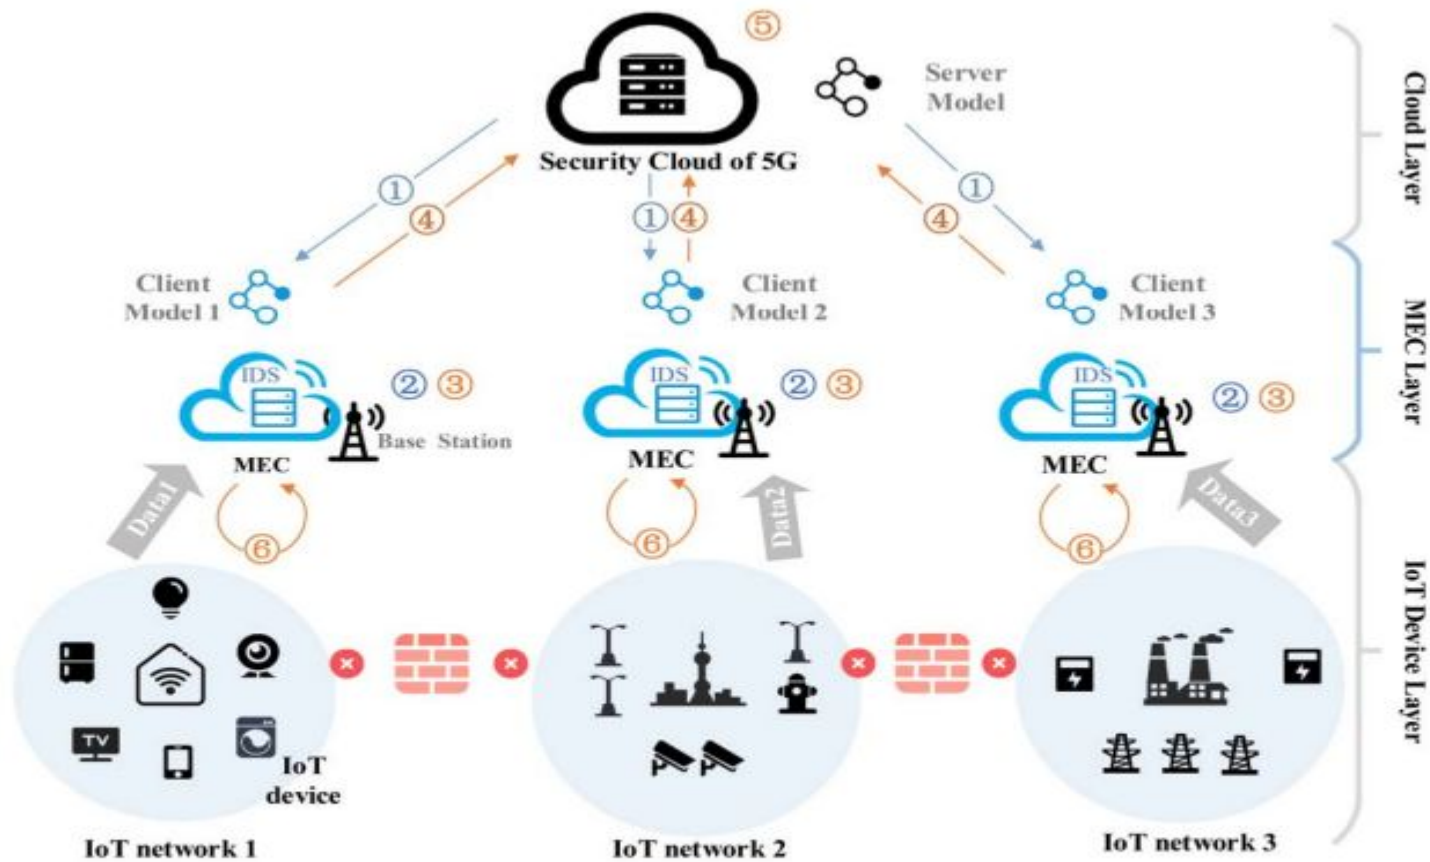 ⑤
Server
Model
Security Cloud of 5G
①
④
①
④
①
④
Cloud Layer
Client
Model 1
Client
Model 2
Client
Model 3
IDS
②
③
Base Station
MEC
IDS
②
③
MEC
IDS
②
③
MEC
MEC Layer
Data1
⑥
⑥
Data2
⑥
Data3
TV
IoT
device
IoT network 1
IoT network 2
IoT network 3
IoT Device Layer